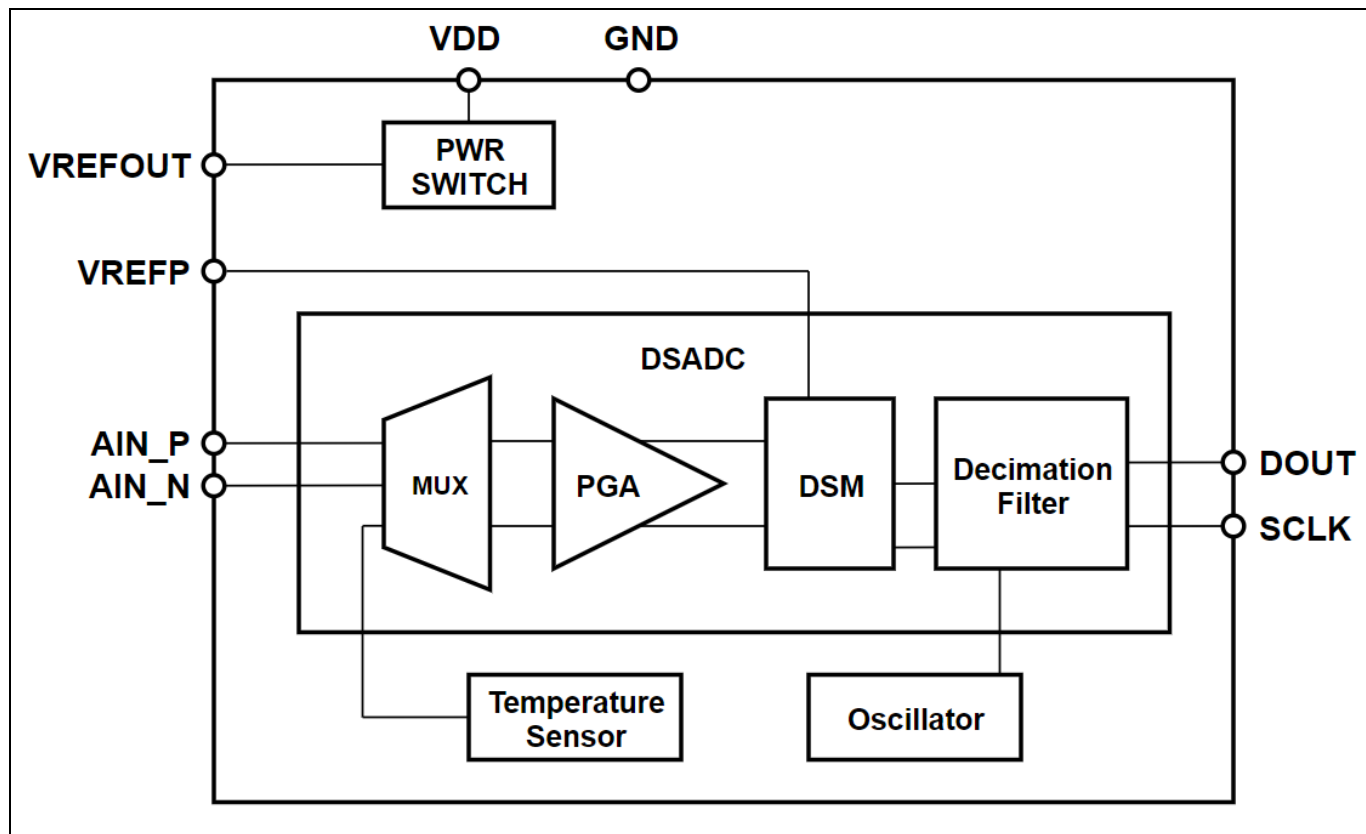 VDD
GND
VREFOUT
PWR
SWITCH
VREFP
DSADC
AIN_P
AIN_N
MUX
PGA
DSM
Decimation
Filter
DOUT
SCLK
Temperature
Sensor
Oscillator